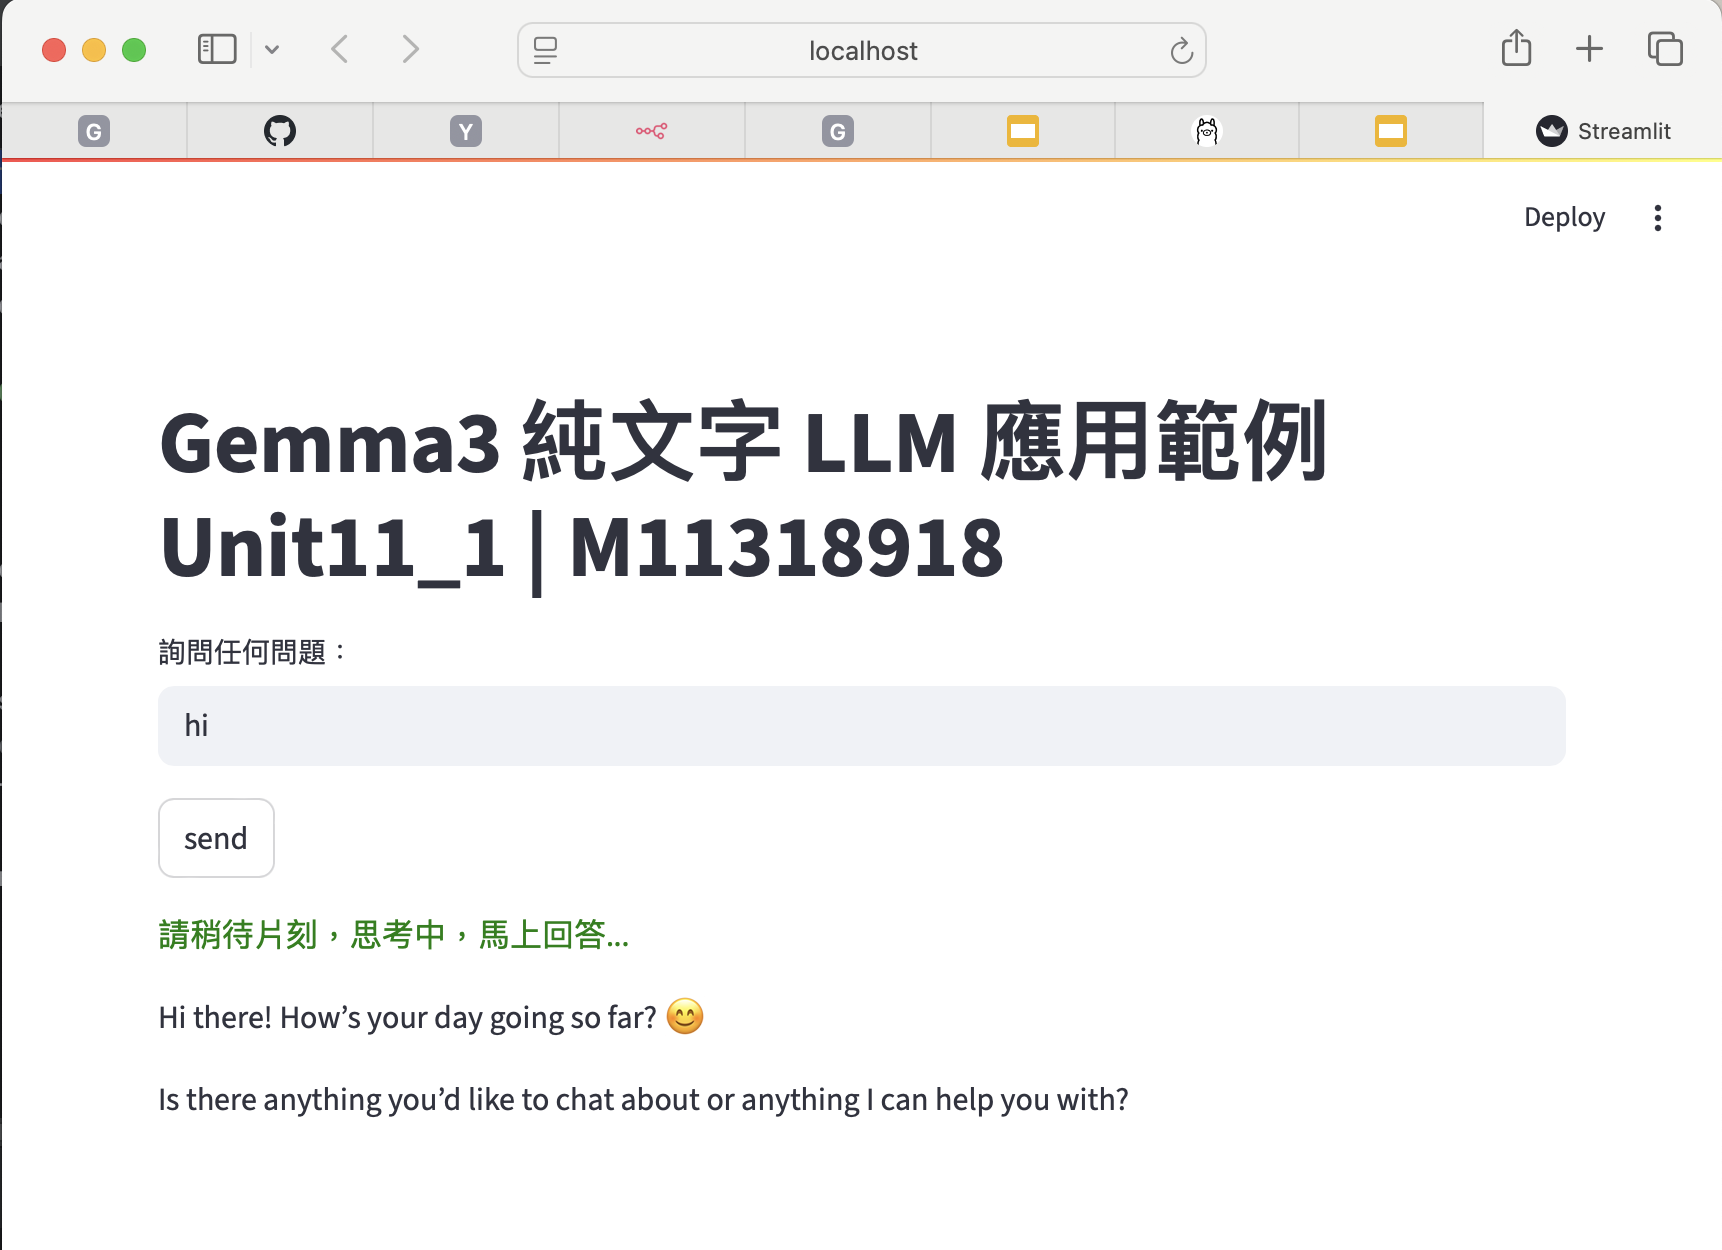 localhost
G
Y
G
Streamlit
Deploy
Gemma3 純文字 LLM 應用範例
Unit11_1 | M11318918
詢問任何問題：
hi
send
請稍待片刻，思考中，馬上回答...
Hi there! How’s your day going so far? 😊
Is there anything you’d like to chat about or anything I can help you with?